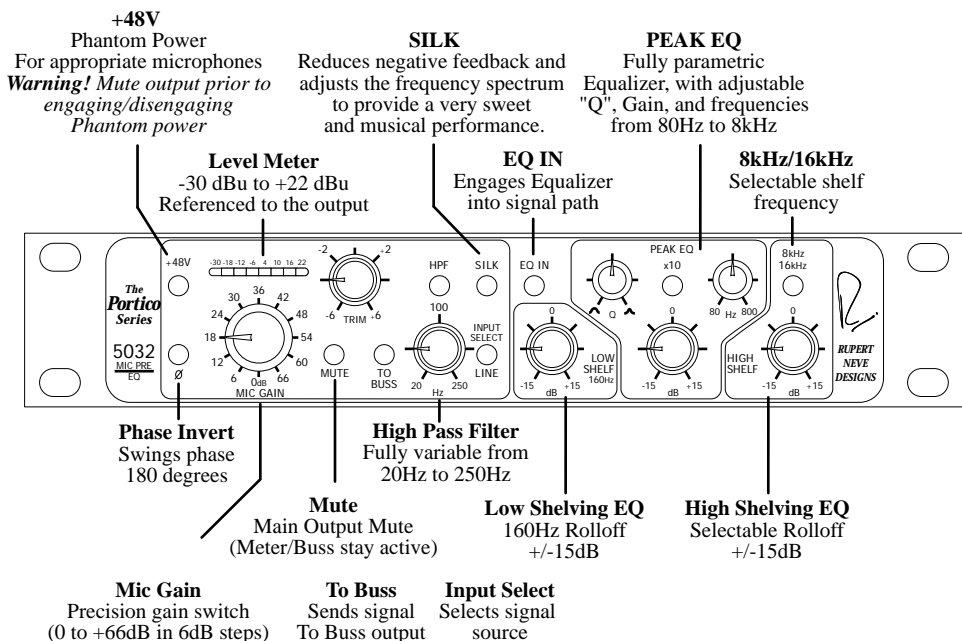 +48V
Phantom Power
For appropriate microphones
Warning! Mute output prior to
engaging/disengaging
Phantom power
SILK
Reduces negative feedback and
adjusts the frequency spectrum
to provide a very sweet
and musical performance.
PEAK EQ
Fully parametric
Equalizer, with adjustable
"Q", Gain, and frequencies
from 80Hz to 8kHz
Level Meter
-30 dBu to +22 dBu
Referenced to the output
EQ IN
Engages Equalizer
into signal path
8kHz/16kHz
Selectable shelf
frequency
The
Portico
Series
5032
MIC PRE
EQ
+48V
Ø
-30 -18 -12 -6 4 10 16 22
0dB 6 12 18 24 30 36 42 48 54 60 66
MIC GAIN
-2 +2
-6 +6
TRIM
MUTE
TO
BUSS
HPF
SILK
100
20 250
Hz
INPUT
SELECT
LINE
EQ IN
0
-15 +15
dB
LOW
SHELF
160Hz
PEAK EQ
Q
x10
80 Hz 800
0
-15 +15
dB
8kHz
16kHz
HIGH
SHELF
0
-15 +15
dB
RUPERT
NEVE
DESIGNS
Phase Invert
Swings phase
180 degrees
High Pass Filter
Fully variable from
20Hz to 250Hz
Mute
Main Output Mute
(Meter/Buss stay active)
Low Shelving EQ
160Hz Rolloff
+/-15dB
High Shelving EQ
Selectable Rolloff
+/-15dB
Mic Gain
Precision gain switch
(0 to +66dB in 6dB steps)
To Buss
Sends signal
To Buss output
Input Select
Selects signal
source